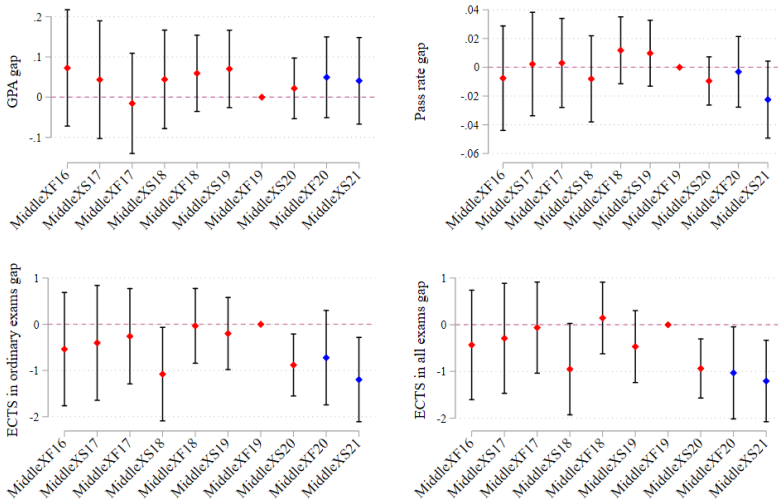 GPA gap
.2
.1
0
-.1
MiddleXF16
MiddleXS17
MiddleXF17
MiddleXS18
MiddleXF18
MiddleXS19
MiddleXF19
MiddleXS20
MiddleXF20
MiddleXS21
Pass rate gap
.04
.02
0
-.02
-.04
-.06
MiddleXF16
MiddleXS17
MiddleXF17
MiddleXS18
MiddleXF18
MiddleXS19
MiddleXF19
MiddleXS20
MiddleXF20
MiddleXS21
ECTS in ordinary exams gap
1
0
-1
-2
MiddleXF16
MiddleXS17
MiddleXF17
MiddleXS18
MiddleXF18
MiddleXS19
MiddleXF19
MiddleXS20
MiddleXF20
MiddleXS21
ECTS in all exams gap
1
0
-1
-2
MiddleXF16
MiddleXS17
MiddleXF17
MiddleXS18
MiddleXF18
MiddleXS19
MiddleXF19
MiddleXS20
MiddleXF20
MiddleXS21